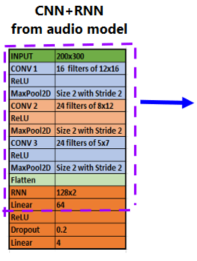 CNN+RNN
from audio model
INPUT 200x300
CONV 1 16 filters of 12x16
ReLU
MaxPool2D Size 2 with Stride 2
CONV 2 24 filters of 8x12
ReLU
MaxPool2D Size 2 with Stride 2
CONV 3 24 filters of 5x7
ReLU
MaxPool2D Size 2 with Stride 2
Flatten
RNN 128x2
Linear 64
ReLU
Dropout 0.2
Linear 4